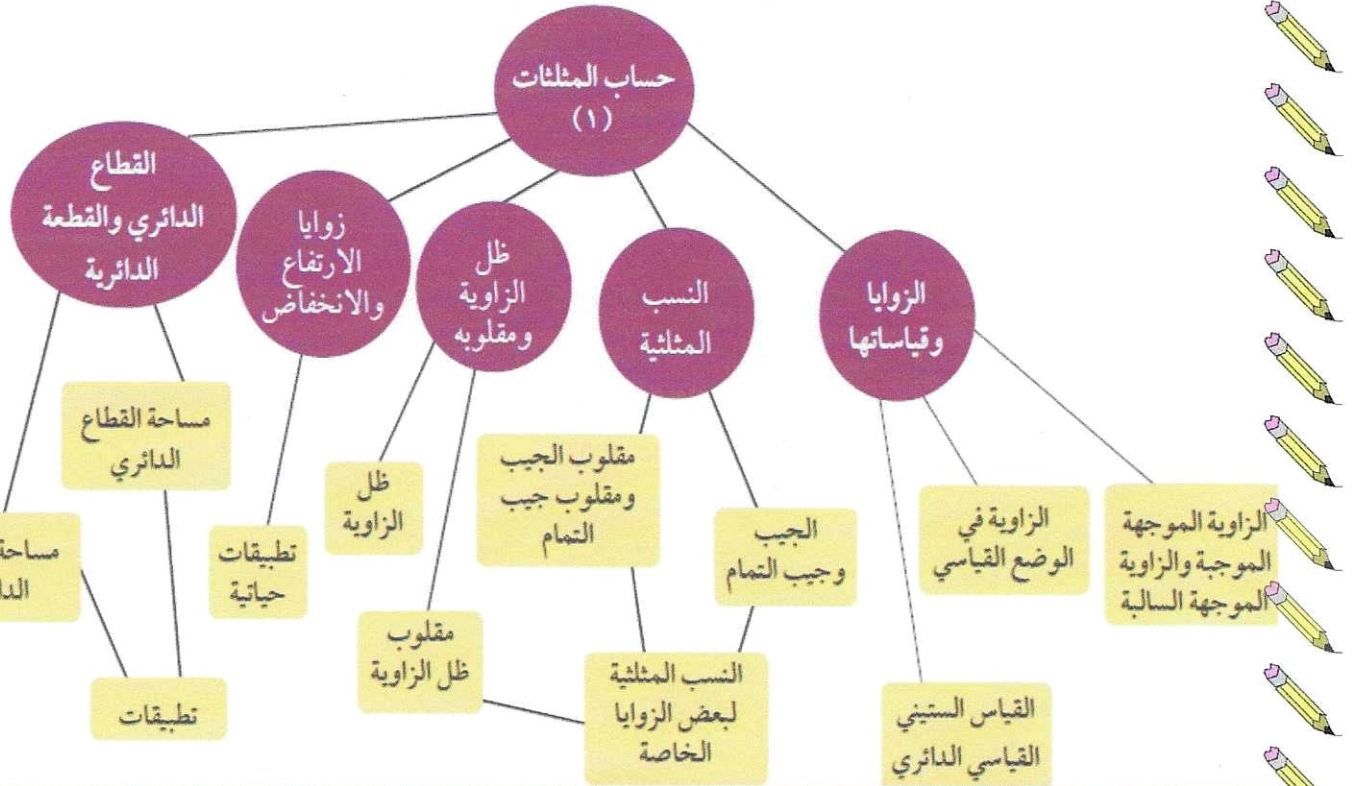 حساب المثلثات
(١)
الزوايا
وقياساتها
النسب
المثلثية
ظل
الزاوية
ومقلوبه
زوايا
الارتفاع
والانخفاض
القطاع
الدائري والقطعة
الدائرية
الزاوية الموجهة
الموجبة والزاوية
الموجهة السالبة
الزاوية في
الوضع القياسي
القياس الستيني
القياسي الدائري
الجيب
وجيب التمام
مقلوب الجيب
ومقلوب جيب
التمام
النسب المثلثية
لبعض الزوايا
الخاصة
ظل
الزاوية
مقلوب
ظل الزاوية
تطبيقات
حياتية
مساحة القطاع
الدائري
مساحة
تطبيقات